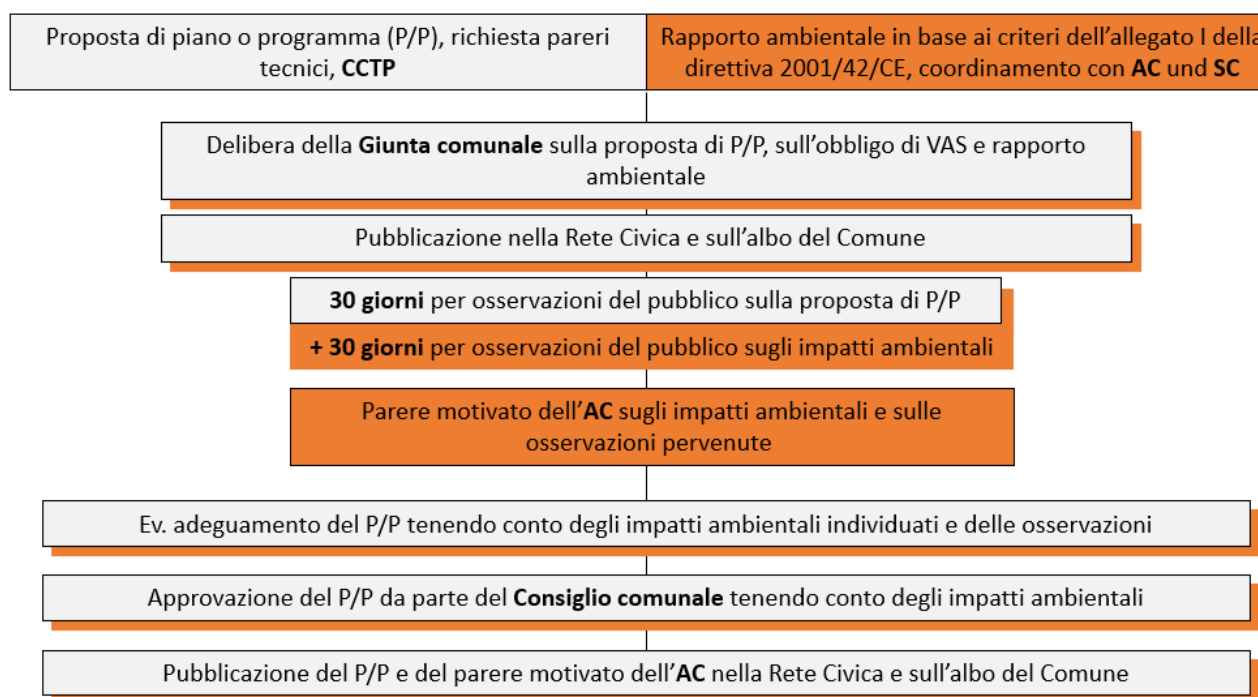 Proposta di piano o programma (P/P), richiesta pareri
tecnici, CCTP
Rapporto ambientale in base ai criteri dell’allegato I della
direttiva 2001/42/CE, coordinamento con AC und SC
Delibera della Giunta comunale sulla proposta di P/P, sull’obbligo di VAS e rapporto
ambientale
Pubblicazione nella Rete Civica e sull’albo del Comune
30 giorni per osservazioni del pubblico sulla proposta di P/P
+ 30 giorni per osservazioni del pubblico sugli impatti ambientali
Parere motivato dell’AC sugli impatti ambientali e sulle
osservazioni pervenute
Ev. adeguamento del P/P tenendo conto degli impatti ambientali individuati e delle osservazioni
Approvazione del P/P da parte del Consiglio comunale tenendo conto degli impatti ambientali
Pubblicazione del P/P e del parere motivato dell’AC nella Rete Civica e sull’albo del Comune